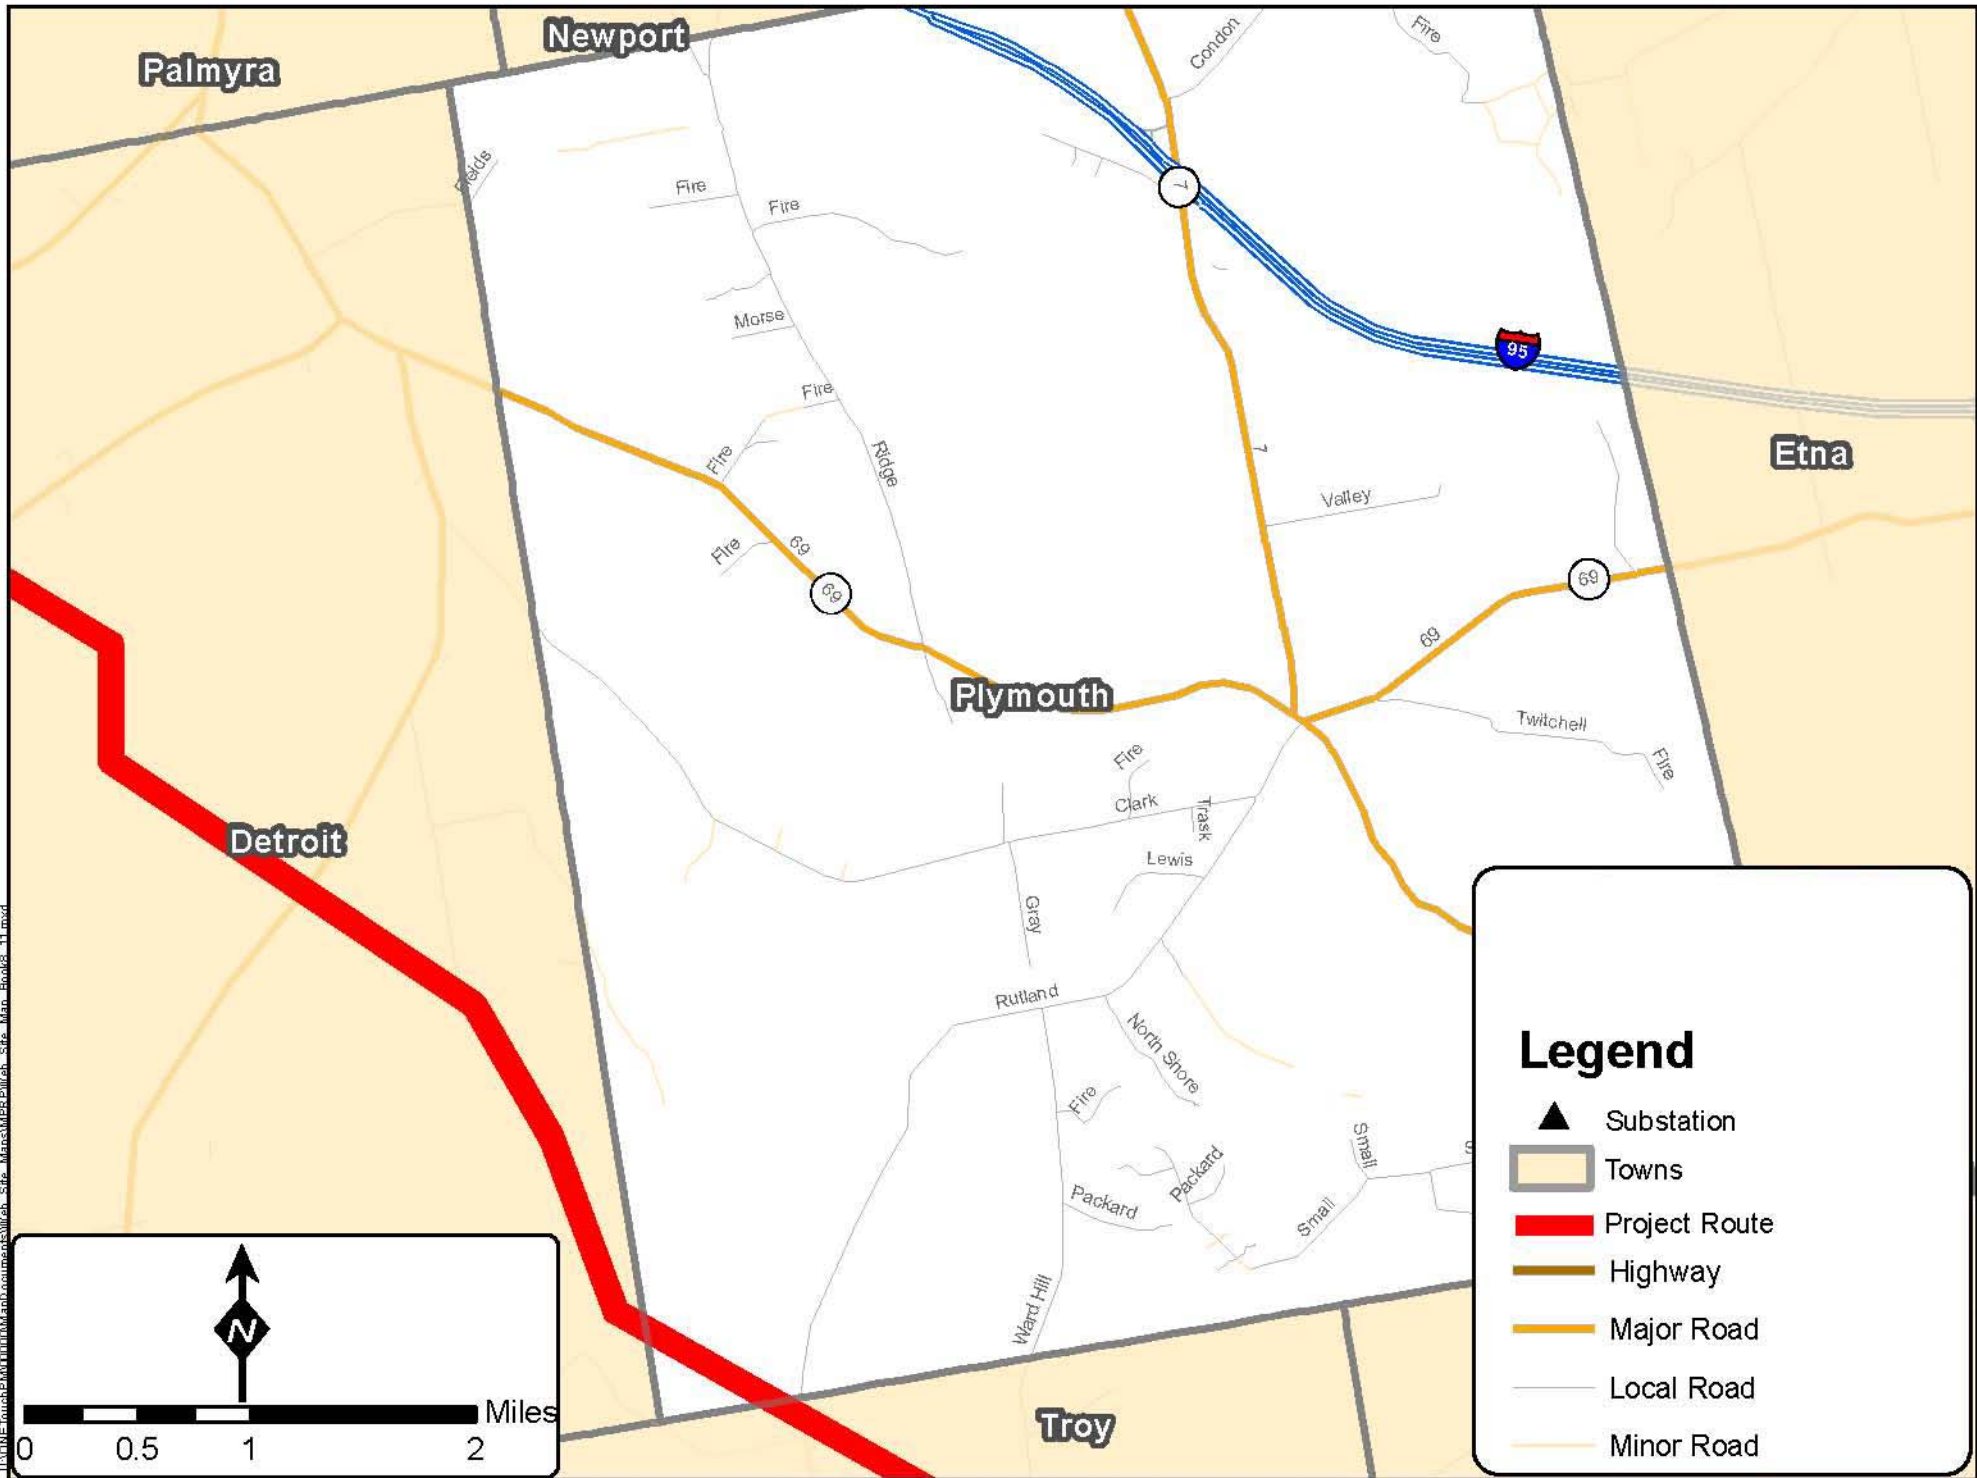 Newport
Palmyra
Condon
Fire
Fields
Fire
Fire
7
Morse
95
Fire
Ridge
7
Etna
Fire
Valley
Fire
69
69
69
69
Plymouth
Twitchell
Fire
Fire
Clark
Trask
Detroit
Lewis
Gray
Rutland
North Shore
Fire
Small
Packard
Packard
Small
Ward Hill
Troy
N
Miles
0 0.5 1 2
Legend
Substation
Towns
Project Route
Highway
Major Road
Local Road
Minor Road